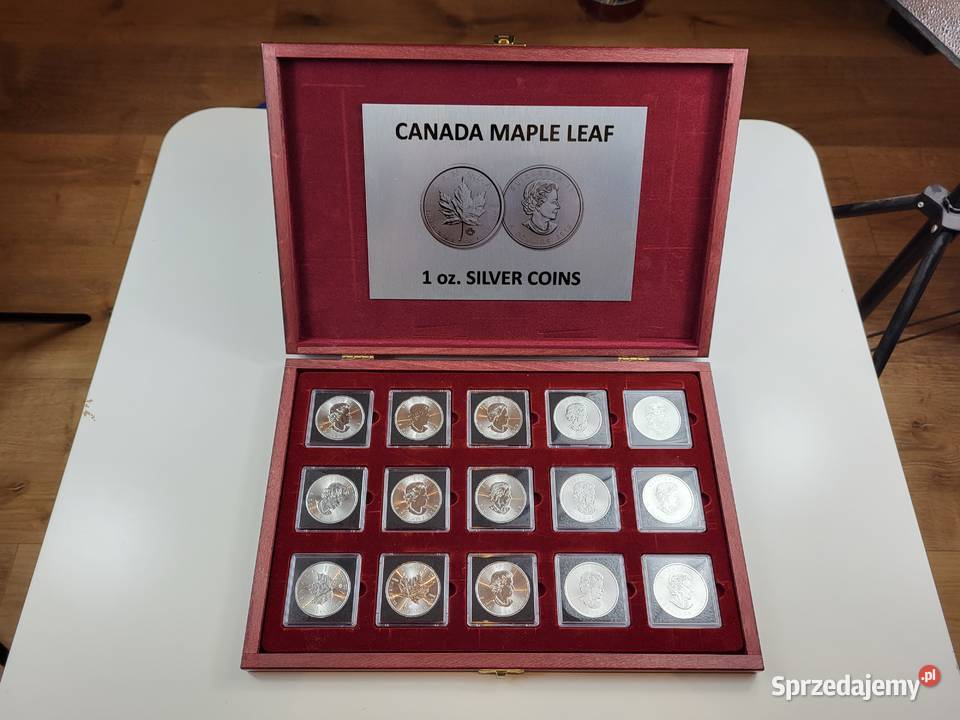 CANADA MAPLE LEAF
1 oz. SILVER COINS
Sprzedajemy.pl